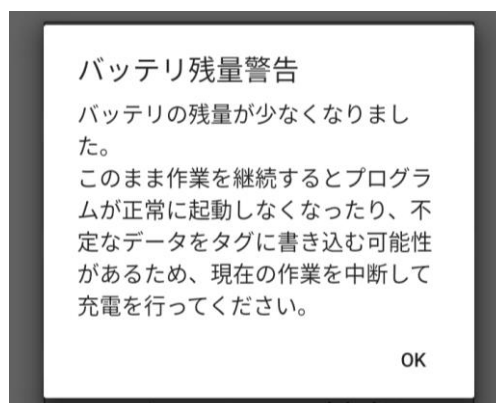 バッテリ残量警告
バッテリの残量が少なくなりまし
た。
このまま作業を継続するとプログラ
ムが正常に起動しなくなったり、不
定なデータをタグに書き込む可能性
があるため、現在の作業を中断して
充電を行ってください。
OK